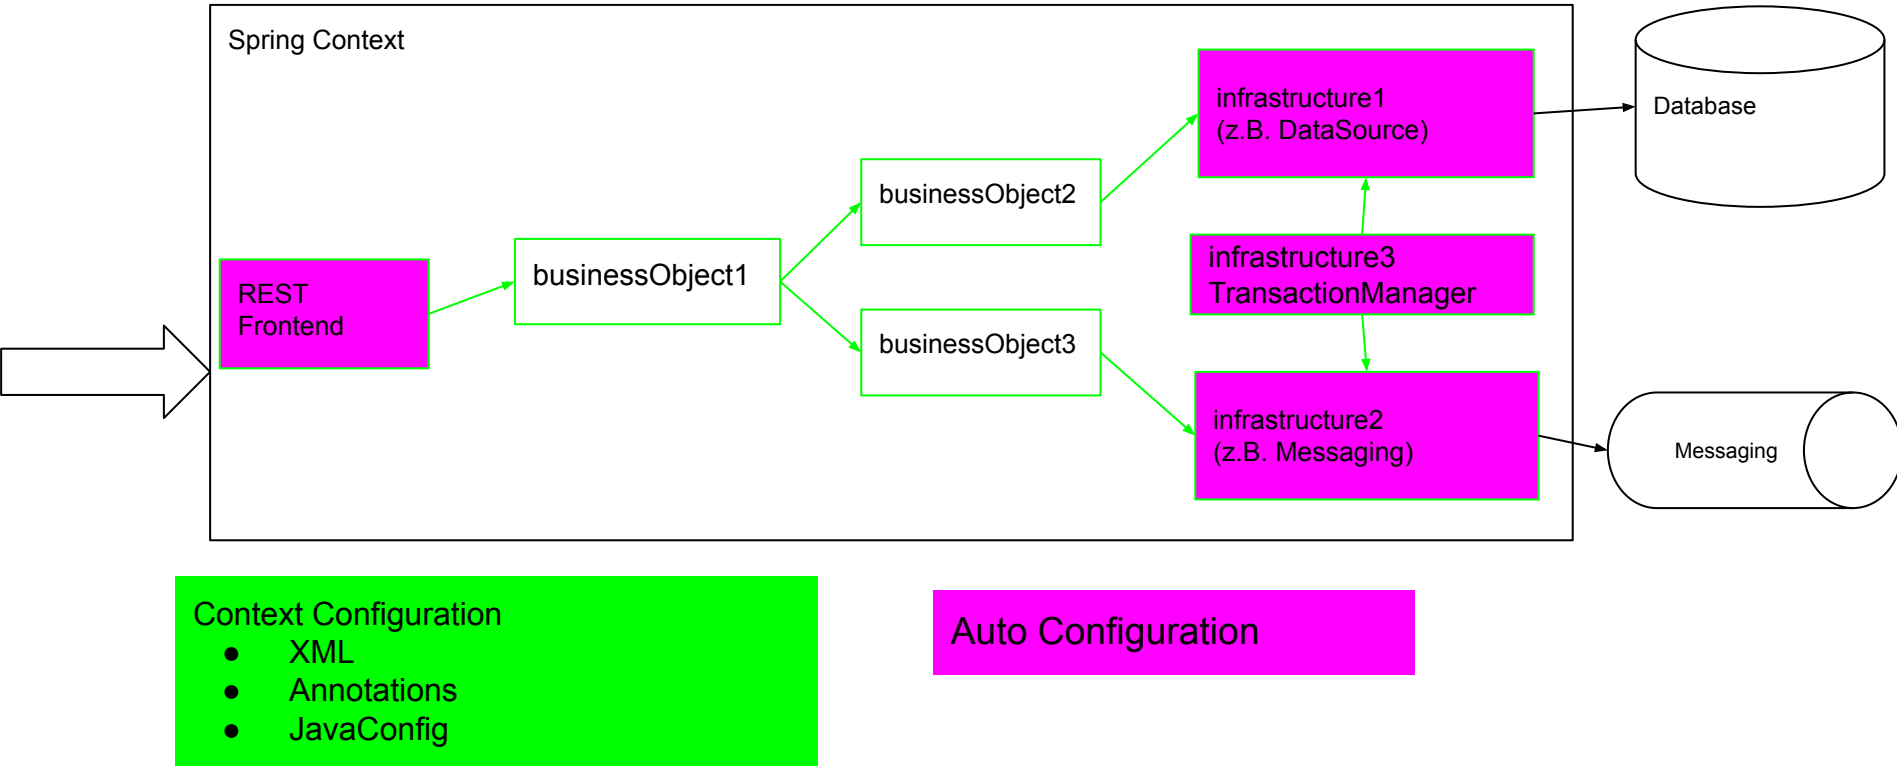 Spring Context
infrastructure1
(z.B. DataSource)
Database
businessObject2
infrastructure3
TransactionManager
businessObject1
REST
Frontend
businessObject3
infrastructure2
(z.B. Messaging)
Messaging
Context Configuration
● XML
● Annotations
● JavaConfig
Auto Configuration